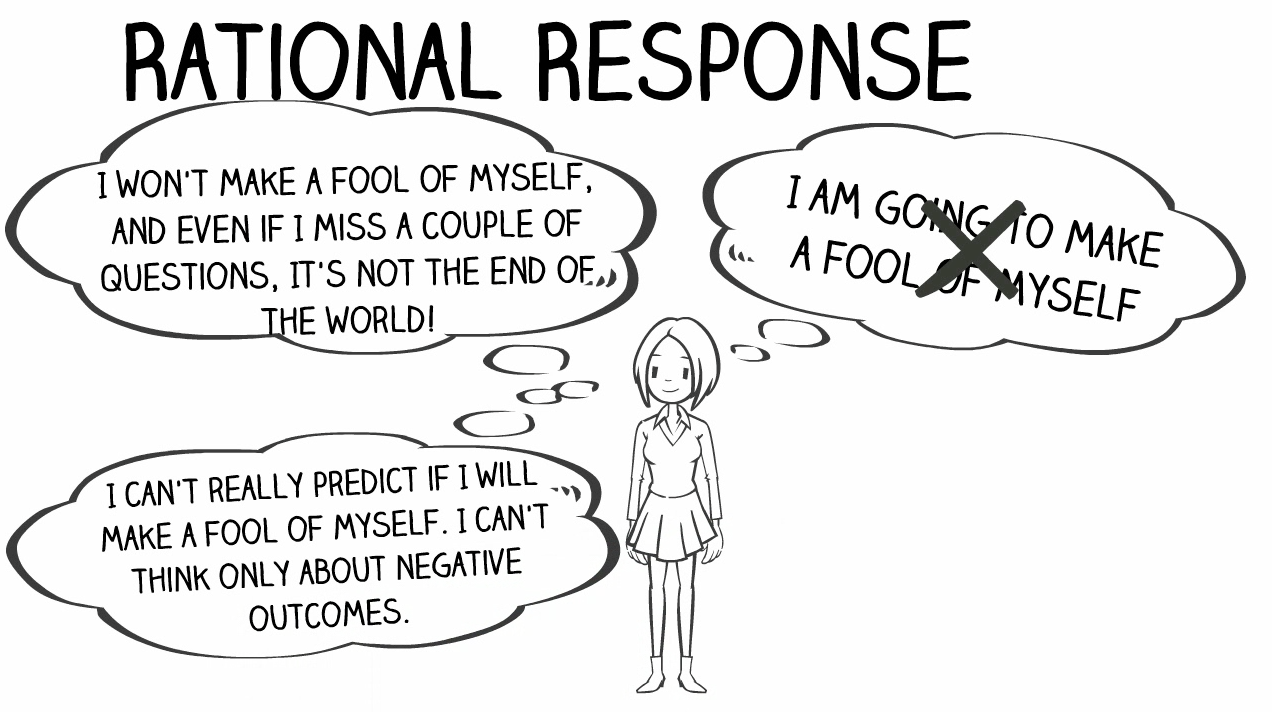 RATIONAL RESPONSE
I WON'T MAKE A FOOL OF MYSELF,
AND EVEN IF I MISS A COUPLE OF
QUESTIONS, IT'S NOT THE END OF
THE WORLD!
I AM GOING TO MAKE
A FOOL OF MYSELF
I CAN'T REALLY PREDICT IF I WILL
MAKE A FOOL OF MYSELF. I CAN'T
THINK ONLY ABOUT NEGATIVE
OUTCOMES.